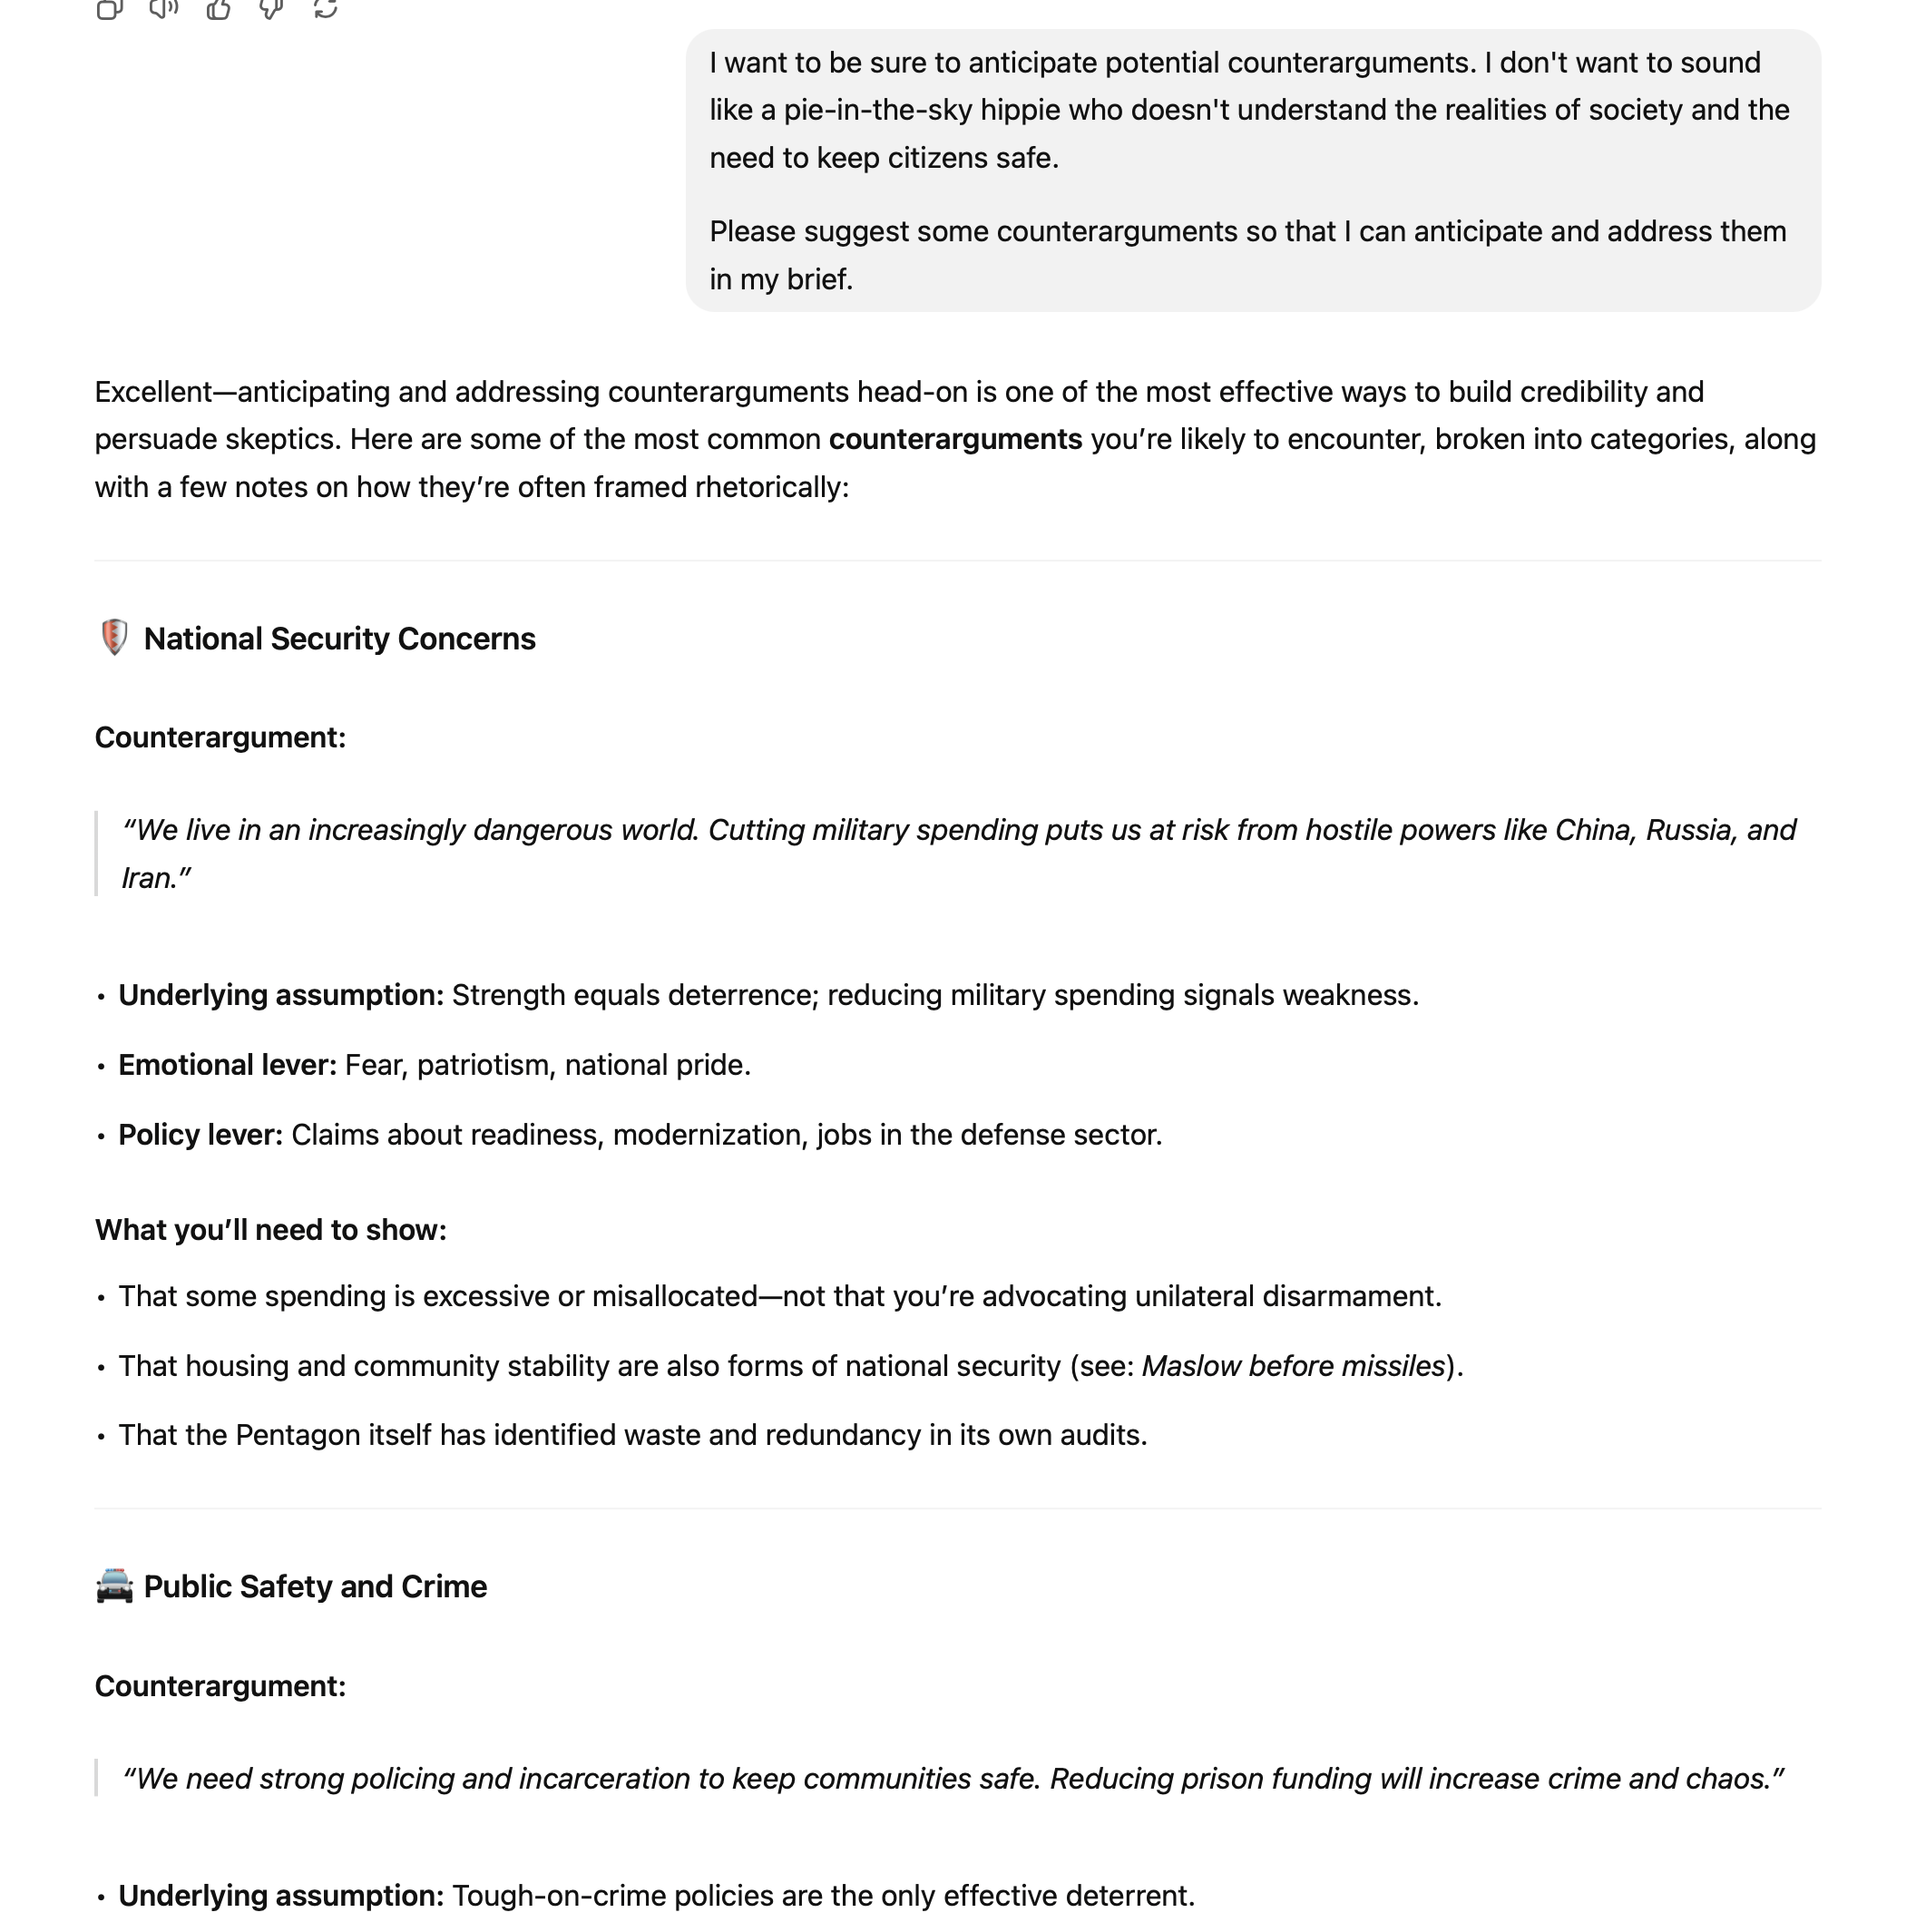 I want to be sure to anticipate potential counterarguments. I don't want to sound
like a pie-in-the-sky hippie who doesn't understand the realities of society and the
need to keep citizens safe.
Please suggest some counterarguments so that I can anticipate and address them
in my brief.
Excellent—anticipating and addressing counterarguments head-on is one of the most effective ways to build credibility and
persuade skeptics. Here are some of the most common counterarguments you’re likely to encounter, broken into categories, along
with a few notes on how they’re often framed rhetorically:
National Security Concerns
Counterargument:
“We live in an increasingly dangerous world. Cutting military spending puts us at risk from hostile powers like China, Russia, and
Iran.”
• Underlying assumption: Strength equals deterrence; reducing military spending signals weakness.
• Emotional lever: Fear, patriotism, national pride.
• Policy lever: Claims about readiness, modernization, jobs in the defense sector.
What you’ll need to show:
• That some spending is excessive or misallocated—not that you’re advocating unilateral disarmament.
• That housing and community stability are also forms of national security (see: Maslow before missiles).
• That the Pentagon itself has identified waste and redundancy in its own audits.
Public Safety and Crime
Counterargument:
“We need strong policing and incarceration to keep communities safe. Reducing prison funding will increase crime and chaos.”
• Underlying assumption: Tough-on-crime policies are the only effective deterrent.